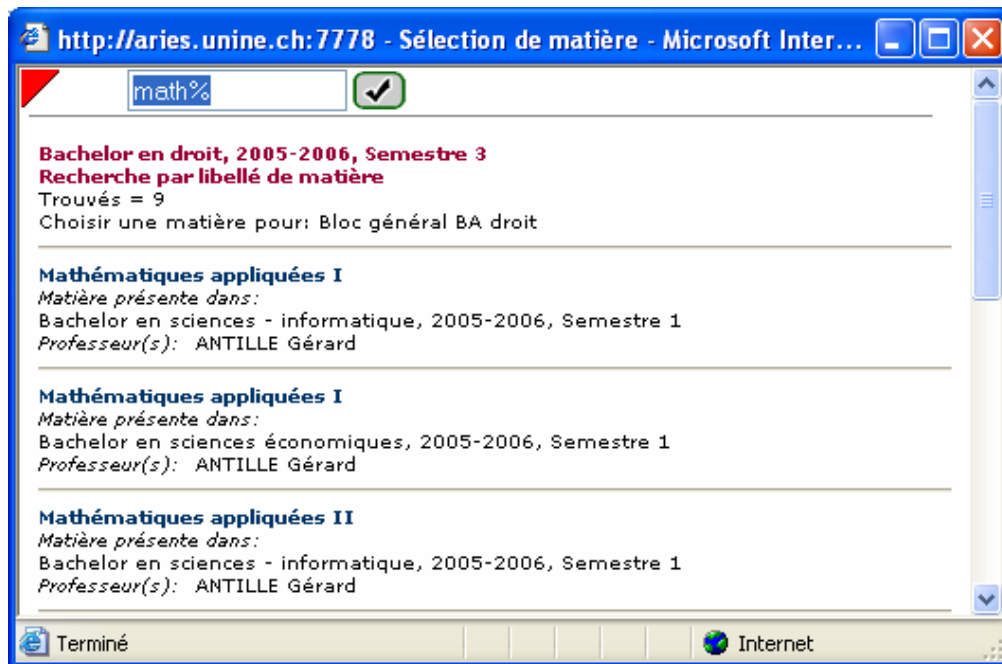 http://aries.unine.ch:7778 - Sélection de matière - Microsoft Inter...
math%
Bachelor en droit, 2005-2006, Semestre 3
Recherche par libellé de matière
Trouvés = 9
Choisir une matière pour: Bloc général BA droit
Mathématiques appliquées I
Matière présente dans:
Bachelor en sciences - informatique, 2005-2006, Semestre 1
Professeur(s): ANTILLE Gérard
Mathématiques appliquées I
Matière présente dans:
Bachelor en sciences économiques, 2005-2006, Semestre 1
Professeur(s): ANTILLE Gérard
Mathématiques appliquées II
Matière présente dans:
Bachelor en sciences - informatique, 2005-2006, Semestre 1
Professeur(s): ANTILLE Gérard
Terminé Internet